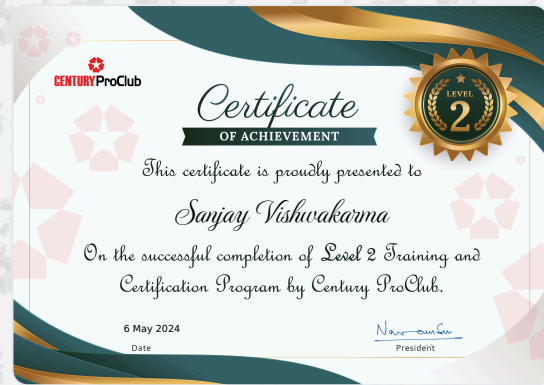 CENTURY ProClub
Certificate
OF ACHIEVEMENT
LEVEL
2
This certificate is proudly presented to
Sanjay Vishwakarma
On the successful completion of Level 2 Training and
Certification Program by Century ProClub.
6 May 2024
Date
President